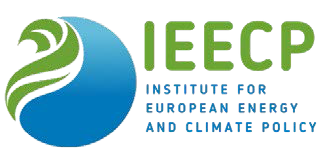 IEECP
INSTITUTE FOR
EUROPEAN ENERGY
AND CLIMATE POLICY